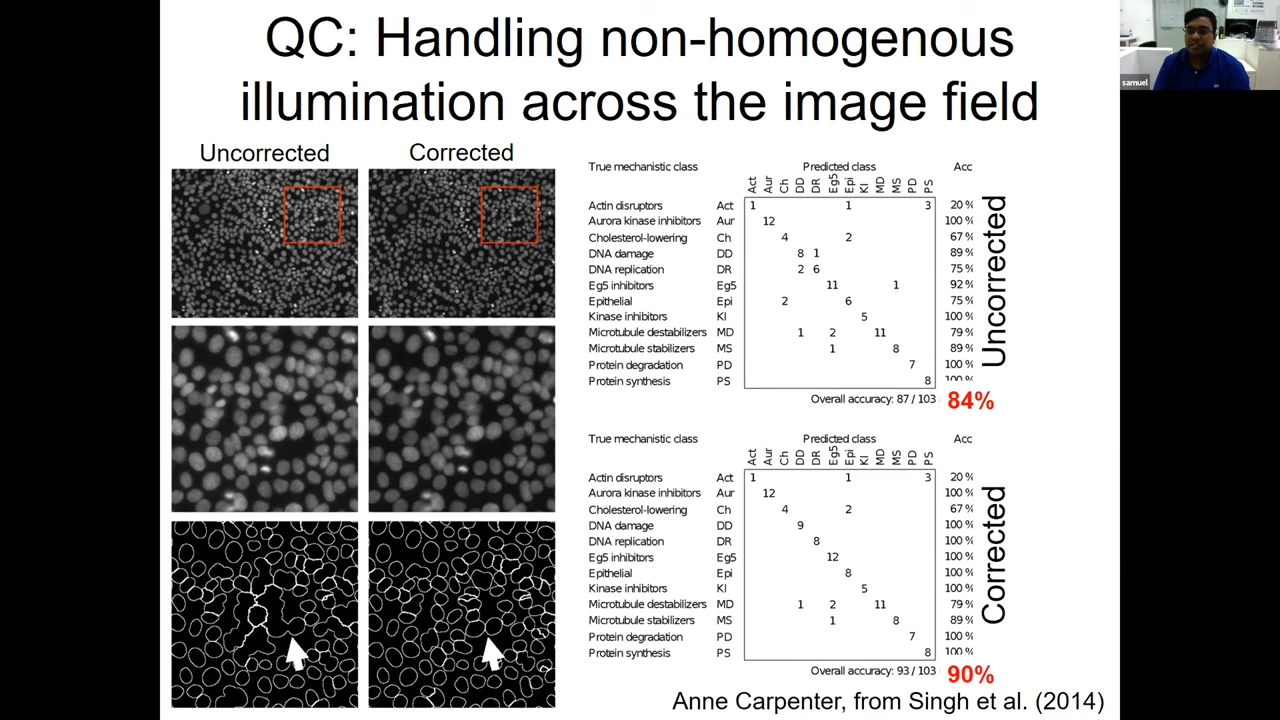 QC: Handling non-homogenous
illumination across the image field
samuel
Uncorrected
Corrected
True mechanistic class Predicted class Acc
Act Aur Ch DD DR Eg5 Epi KI MD MS PD PS
Actin disruptors Act 1 1 3 20 %
Aurora kinase inhibitors Aur 12 100 %
Cholesterol-lowering Ch 4 2 67 %
DNA damage DD 8 1 89 %
DNA replication DR 2 6 75 %
Eg5 inhibitors Eg5 11 1 92 %
Epithelial Epi 2 6 75 %
Kinase inhibitors KI 5 100 %
Microtubule destabilizers MD 1 2 11 79 %
Microtubule stabilizers MS 1 8 89 %
Protein degradation PD 7 100 %
Protein synthesis PS 8 100 %
Overall accuracy: 87 / 103 84%
Uncorrected
True mechanistic class Predicted class Acc
Act Aur Ch DD DR Eg5 Epi KI MD MS PD PS
Actin disruptors Act 1 1 3 20 %
Aurora kinase inhibitors Aur 12 100 %
Cholesterol-lowering Ch 4 2 67 %
DNA damage DD 9 100 %
DNA replication DR 8 100 %
Eg5 inhibitors Eg5 12 100 %
Epithelial Epi 8 100 %
Kinase inhibitors KI 5 100 %
Microtubule destabilizers MD 1 2 11 79 %
Microtubule stabilizers MS 1 8 89 %
Protein degradation PD 7 100 %
Protein synthesis PS 8 100 %
Overall accuracy: 93 / 103 90%
Corrected
Anne Carpenter, from Singh et al. (2014)